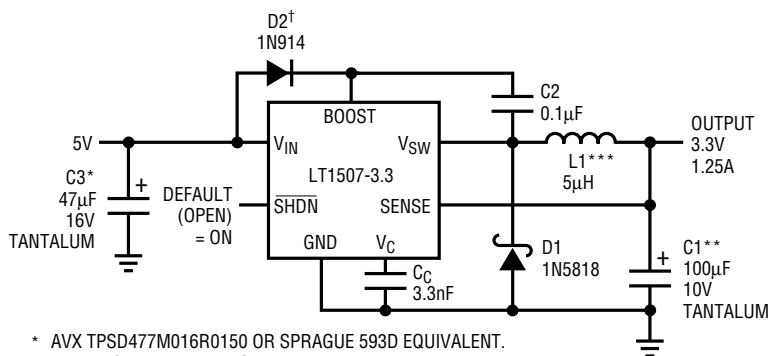 D2†
1N914
C2
0.1µF
BOOST
5V
VIN
VSW
OUTPUT
3.3V
1.25A
LT1507-3.3
L1***
5µH
C3*
47µF
16V
TANTALUM
+
DEFAULT
(OPEN)
= ON
SHDN
SENSE
GND
VC
D1
1N5818
CC
3.3nF
+
C1**
100µF
10V
TANTALUM
* AVX TPSD477M016R0150 OR SPRAGUE 593D EQUIVALENT.